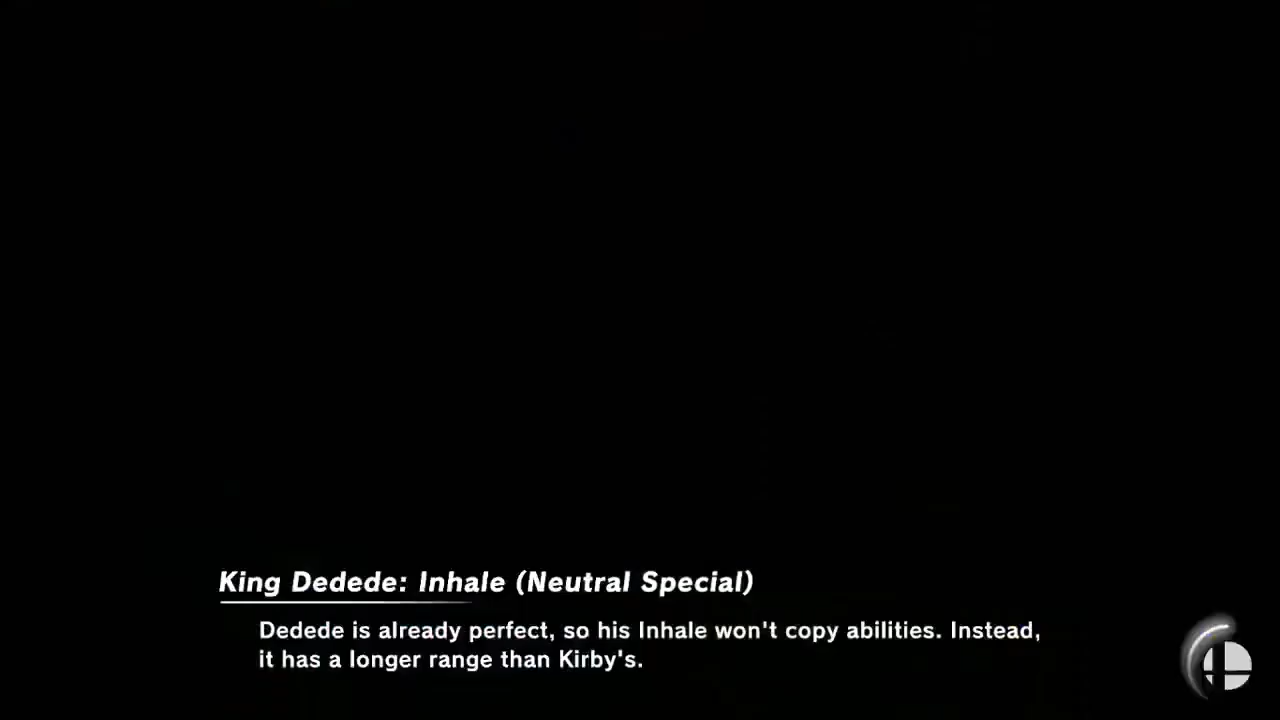 King Dedede: Inhale (Neutral Special)
Dedede is already perfect, so his Inhale won't copy abilities. Instead,
it has a longer range than Kirby's.